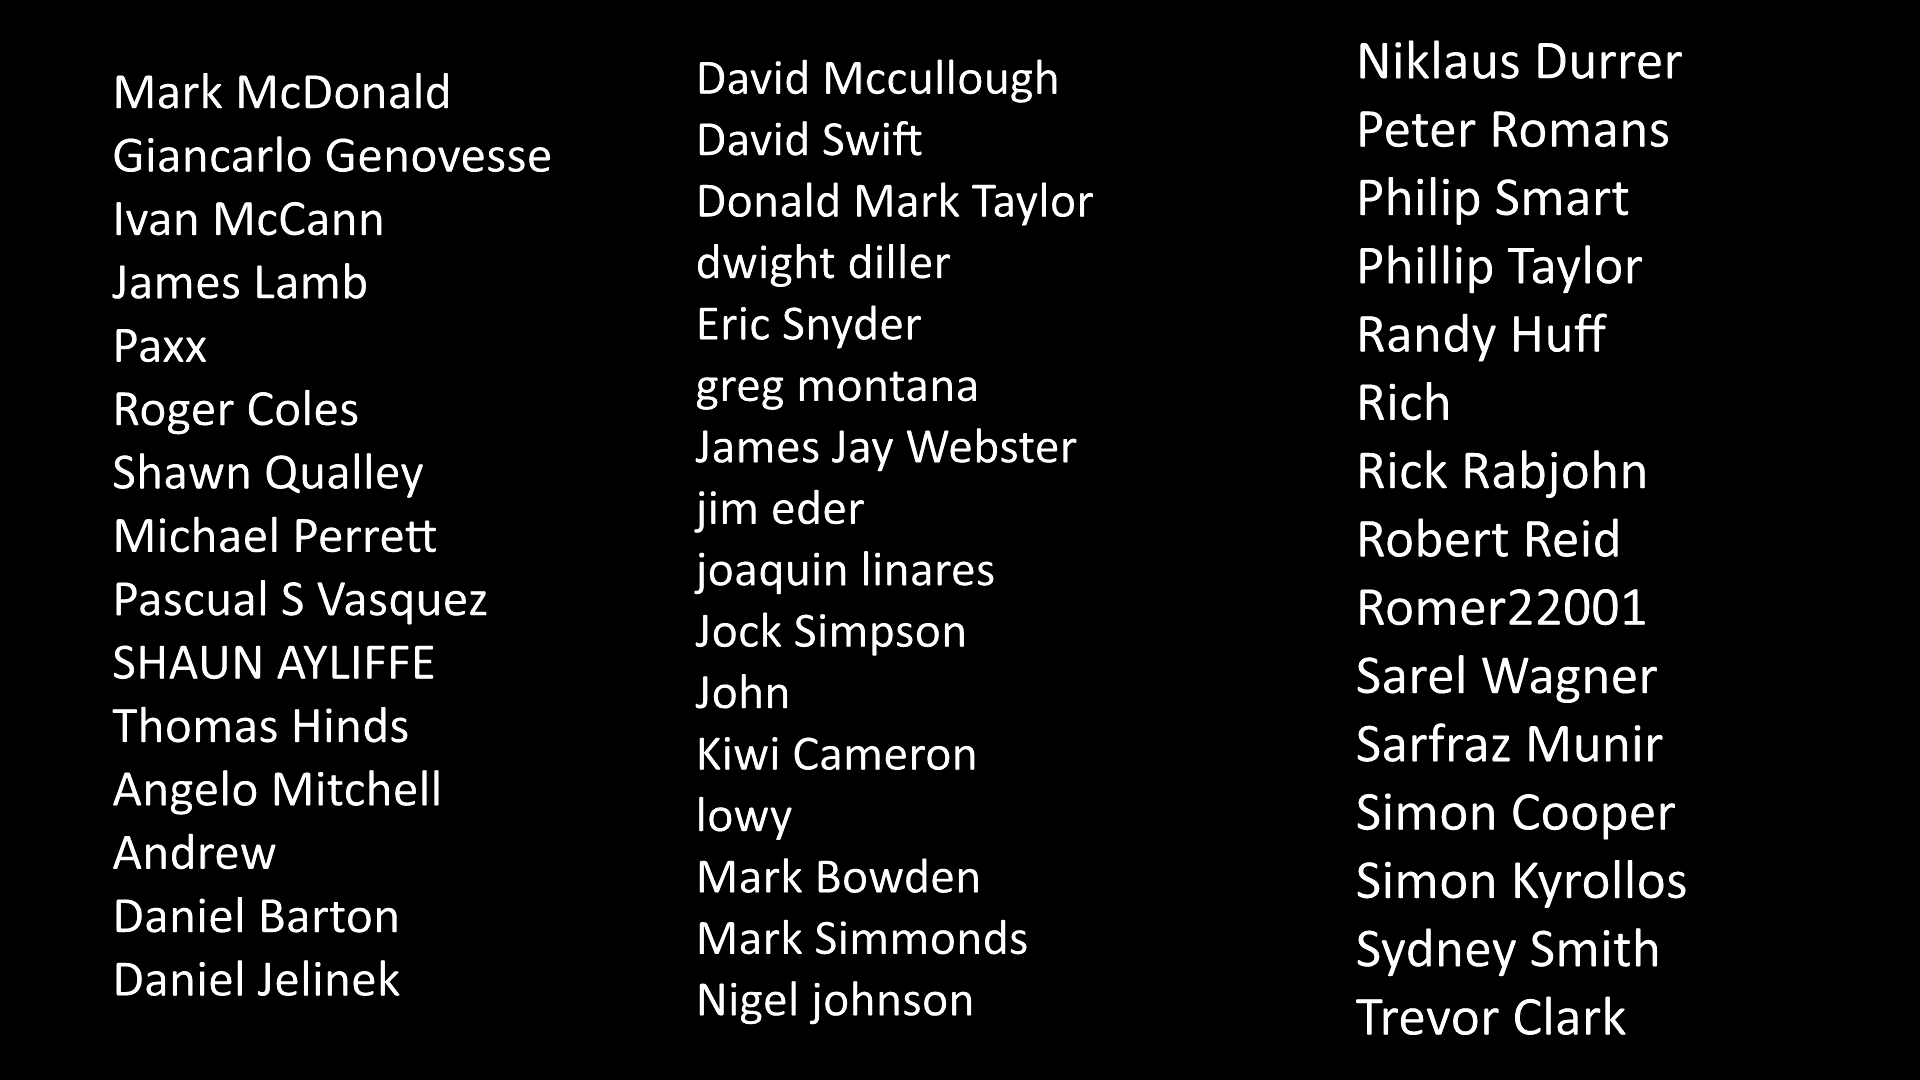 Mark McDonald
Giancarlo Genovesse
Ivan McCann
James Lamb
Paxx
Roger Coles
Shawn Qualley
Michael Perrett
Pascual S Vasquez
SHAUN AYLIFFE
Thomas Hinds
Angelo Mitchell
Andrew
Daniel Barton
Daniel Jelinek
David Mccullough
David Swift
Donald Mark Taylor
dwight diller
Eric Snyder
greg montana
James Jay Webster
jim eder
joaquin linares
Jock Simpson
John
Kiwi Cameron
lowy
Mark Bowden
Mark Simmonds
Nigel johnson
Niklaus Durrer
Peter Romans
Philip Smart
Phillip Taylor
Randy Huff
Rich
Rick Rabjohn
Robert Reid
Romer22001
Sarel Wagner
Sarfraz Munir
Simon Cooper
Simon Kyrollos
Sydney Smith
Trevor Clark